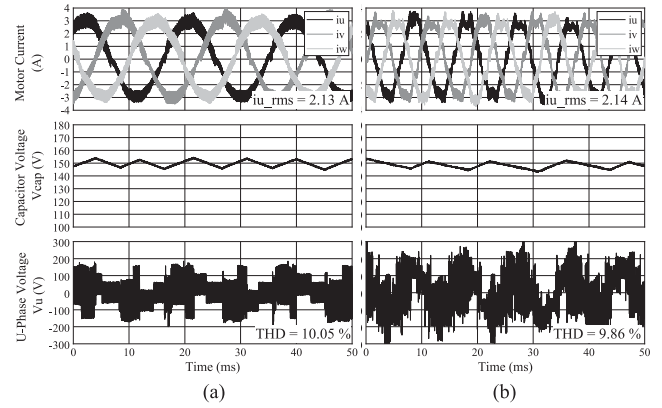 4
3
2
1
0
-1
-2
-3
-4
Motor Current
(A)
iu
iv
iw
iu_rms = 2.13 A
iu
iv
iw
iu_rms = 2.14 A
180
170
160
150
140
130
120
110
100
Capacitor Voltage
Vcap (V)
300
200
100
0
-100
-200
-300
U-Phase Voltage
Vu (V)
THD = 10.05 %
THD = 9.86 %
0 10 20 30 40 50 0 10 20 30 40 50
Time (ms) Time (ms)
(a) (b)